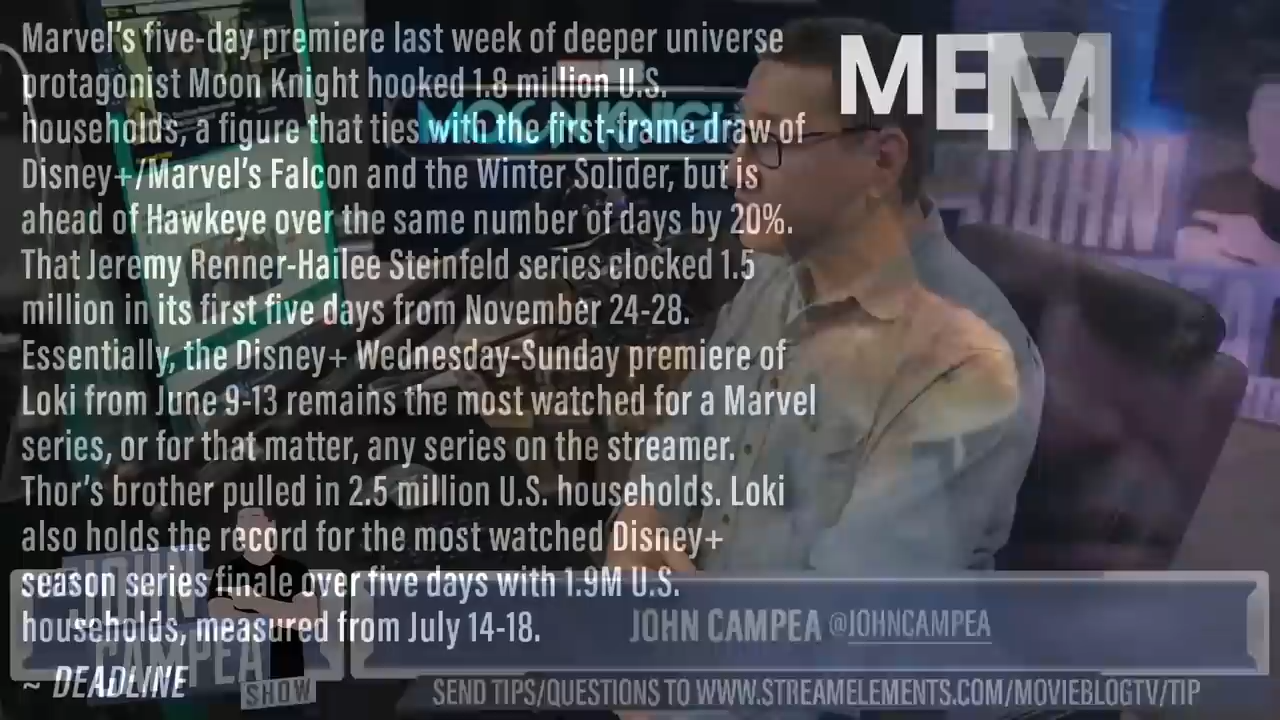 Marvel's five-day premiere last week of deeper universe
protagonist Moon Knight hooked 1.8 million U.S.
households, a figure that ties with the first-frame draw of
Disney+/Marvel's Falcon and the Winter Solider, but is
ahead of Hawkeye over the same number of days by 20%.
That Jeremy Renner-Hailee Steinfeld series clocked 1.5
million in its first five days from November 24-28.
Essentially, the Disney+ Wednesday-Sunday premiere of
Loki from June 9-13 remains the most watched for a Marvel
series, or for that matter, any series on the streamer.
Thor's brother pulled in 2.5 million U.S. households. Loki
also holds the record for the most watched Disney+
season series finale over five days with 1.9M U.S.
households, measured from July 14-18.
~ DEADLINE
MOON KNIGHT
JOHN
JOHN
CAMPEA
SHOW
JOHN CAMPEA @JOHNCAMPEA
SEND TIPS/QUESTIONS TO WWW.STREAMELEMENTS.COM/MOVIEBLOGTV/TIP